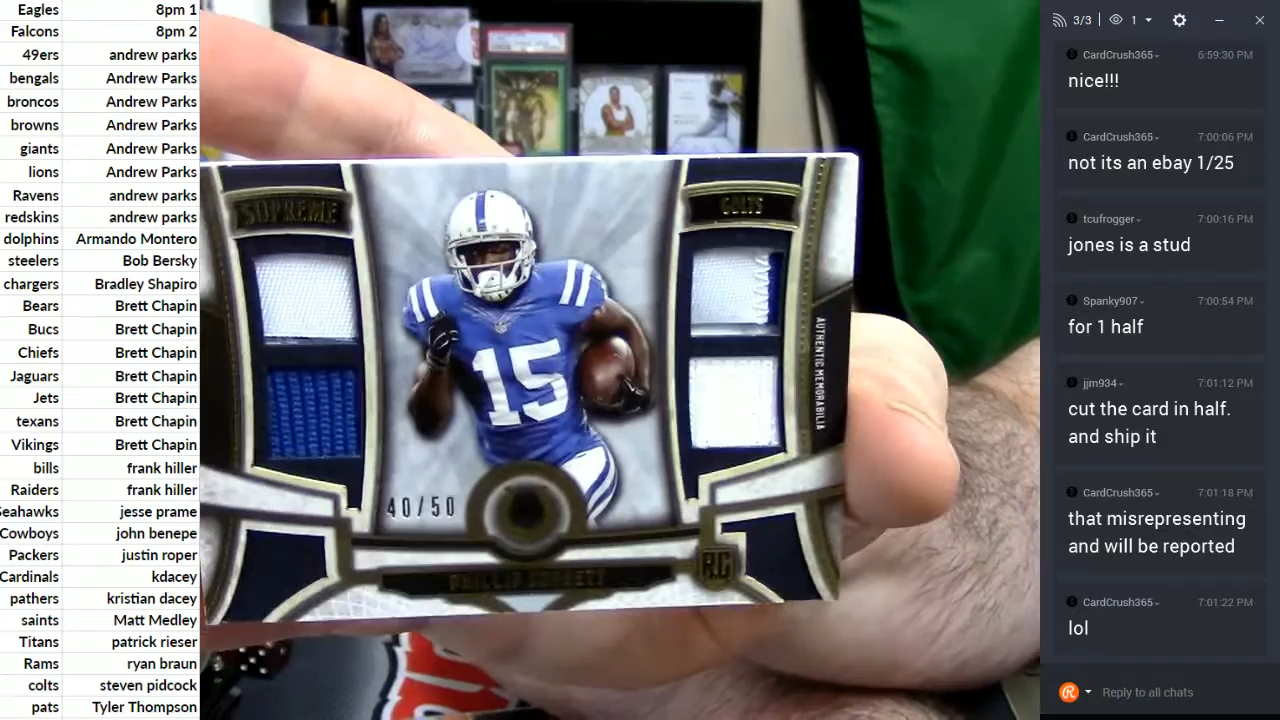 Eagles 8pm 1
Falcons 8pm 2
49ers andrew parks
bengals Andrew Parks
broncos Andrew Parks
browns Andrew Parks
giants Andrew Parks
lions Andrew Parks
Ravens andrew parks
redskins andrew parks
dolphins Armando Montero
steelers Bob Bersky
chargers Bradley Shapiro
Bears Brett Chapin
Bucs Brett Chapin
Chiefs Brett Chapin
Jaguars Brett Chapin
Jets Brett Chapin
texans Brett Chapin
Vikings Brett Chapin
bills frank hiller
Raiders frank hiller
Seahawks jesse prame
Cowboys john benepe
Packers justin roper
Cardinals kdacey
pathers kristian dacey
saints Matt Medley
Titans patrick rieser
Rams ryan braun
colts steven pidcock
pats Tyler Thompson
SUPREME
COLTS
15
AUTHENTIC MEMORABILIA
40/50
PHILLIP DORSETT
RC
3/3 1
CardCrush365 6:59:30 PM
nice!!!
CardCrush365 7:00:06 PM
not its an ebay 1/25
tcufrogger 7:00:16 PM
jones is a stud
Spanky907 7:00:54 PM
for 1 half
jjm934 7:01:12 PM
cut the card in half.
and ship it
CardCrush365 7:01:18 PM
that misrepresenting
and will be reported
CardCrush365 7:01:22 PM
lol
Reply to all chats